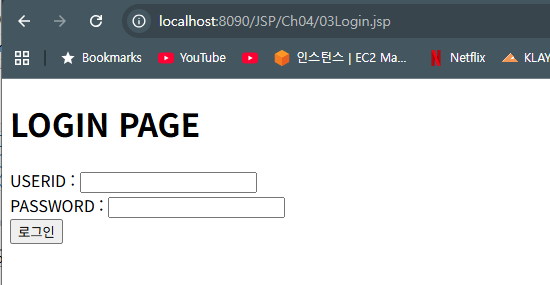 localhost:8090/JSP/Ch04/03Login.jsp
Bookmarks YouTube 인스턴스 | EC2 Ma... Netflix KLAY
LOGIN PAGE
USERID :
PASSWORD :
로그인